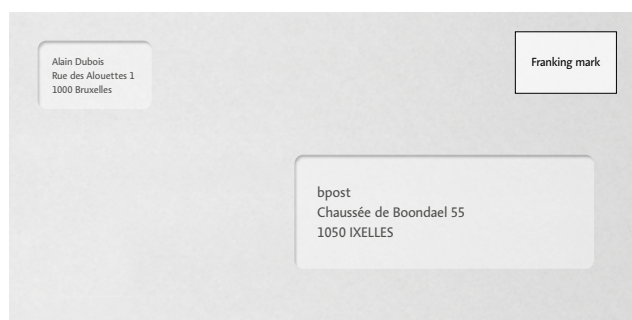 Alain Dubois
Rue des Alouettes 1
1000 Bruxelles
Franking mark
bpost
Chaussée de Boondael 55
1050 IXELLES